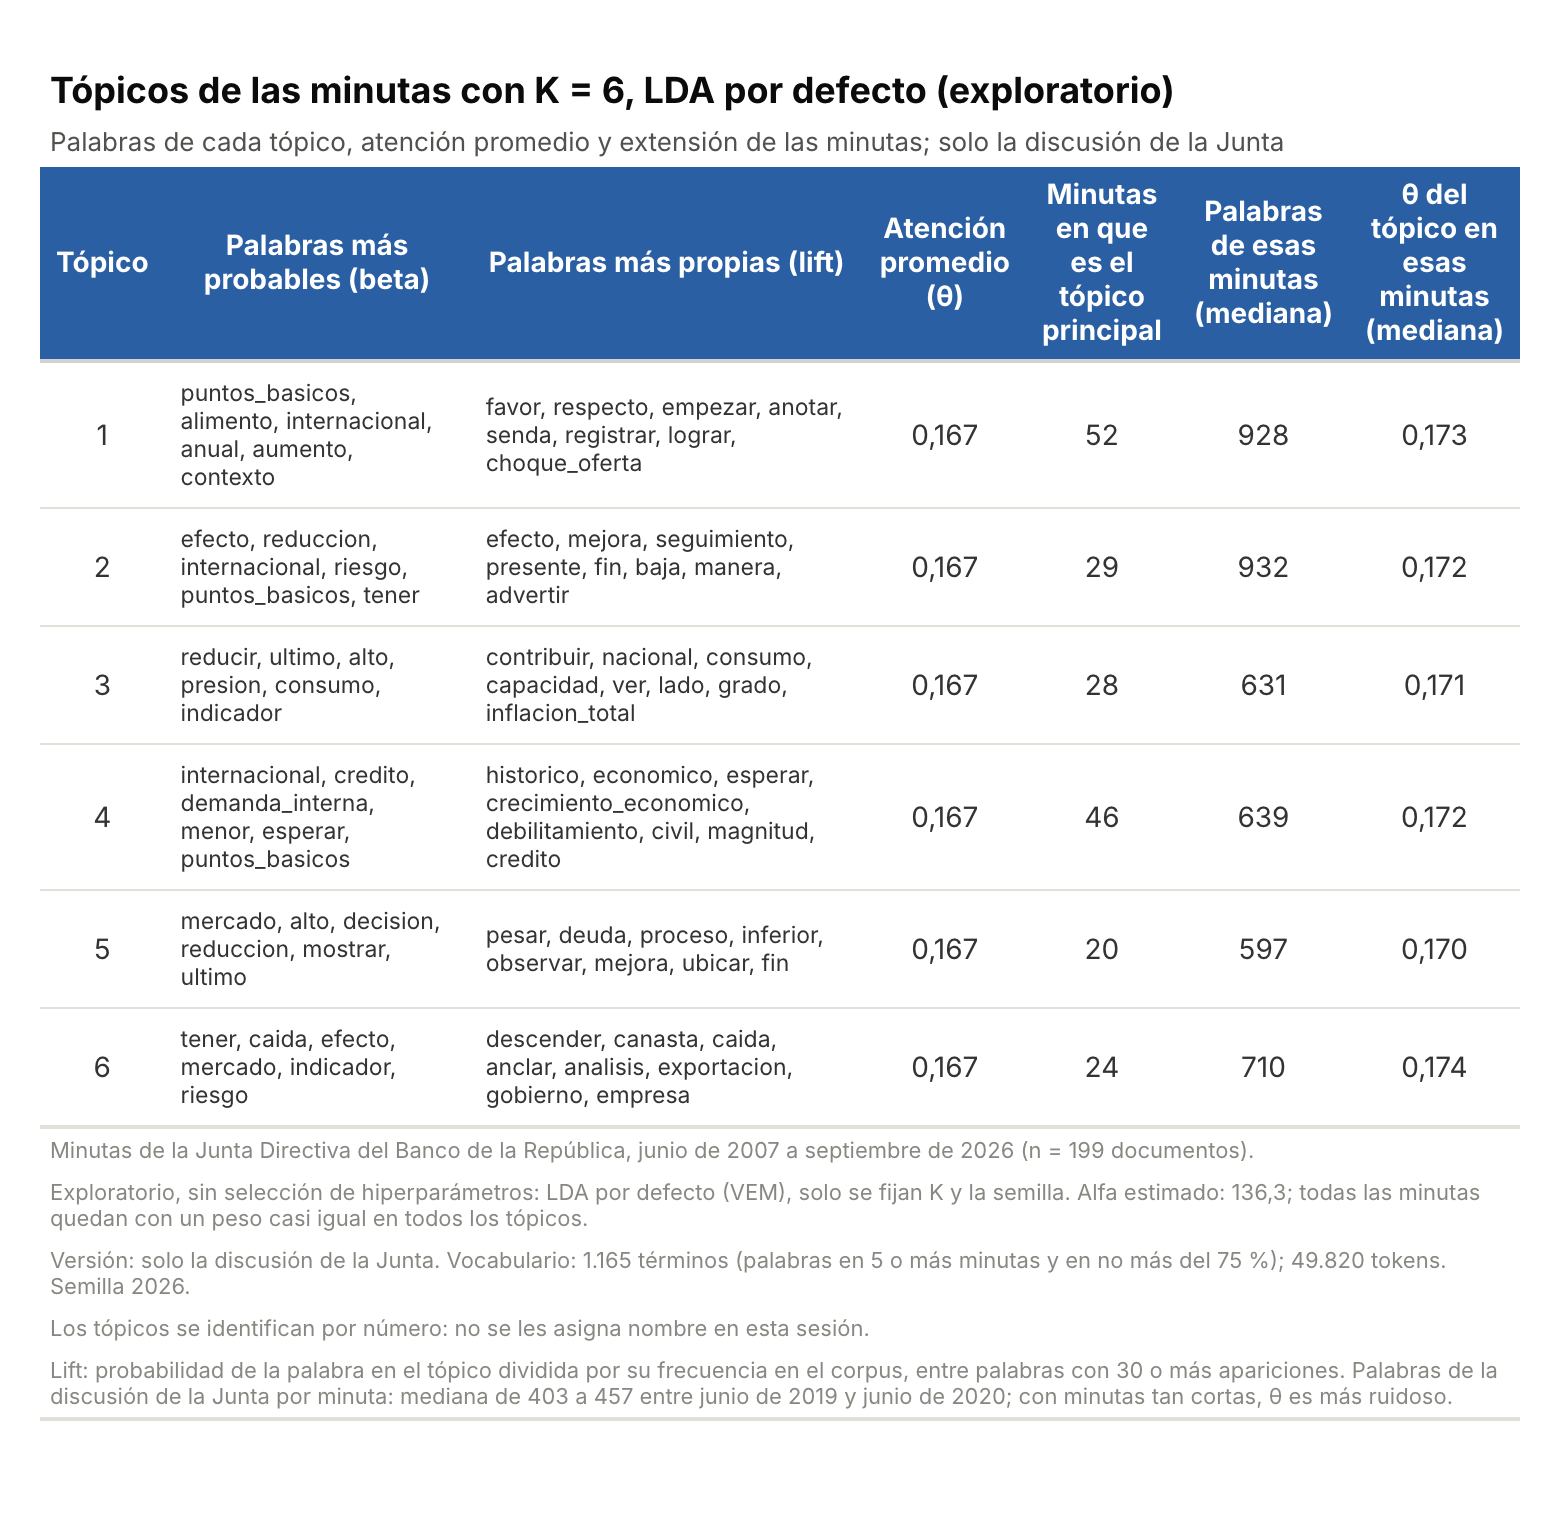 Tópicos de las minutas con K = 6, LDA por defecto (exploratorio)
Palabras de cada tópico, atención promedio y extensión de las minutas; solo la discusión de la Junta
Tópico
Palabras más
probables (beta)
Palabras más propias (lift)
Atención
promedio
(θ)
Minutas
en que
es el
tópico
principal
Palabras
de esas
minutas
(mediana)
θ del
tópico en
esas
minutas
(mediana)
1
puntos_basicos,
alimento, internacional,
anual, aumento,
contexto
favor, respecto, empezar, anotar,
senda, registrar, lograr,
choque_oferta
0,167
52
928
0,173
2
efecto, reduccion,
internacional, riesgo,
puntos_basicos, tener
efecto, mejora, seguimiento,
presente, fin, baja, manera,
advertir
0,167
29
932
0,172
3
reducir, ultimo, alto,
presion, consumo,
indicador
contribuir, nacional, consumo,
capacidad, ver, lado, grado,
inflacion_total
0,167
28
631
0,171
4
internacional, credito,
demanda_interna,
menor, esperar,
puntos_basicos
historico, economico, esperar,
crecimiento_economico,
debilitamiento, civil, magnitud,
credito
0,167
46
639
0,172
5
mercado, alto, decision,
reduccion, mostrar,
ultimo
pesar, deuda, proceso, inferior,
observar, mejora, ubicar, fin
0,167
20
597
0,170
6
tener, caida, efecto,
mercado, indicador,
riesgo
descender, canasta, caida,
anclar, analisis, exportacion,
gobierno, empresa
0,167
24
710
0,174
Minutas de la Junta Directiva del Banco de la República, junio de 2007 a septiembre de 2026 (n = 199 documentos).
Exploratorio, sin selección de hiperparámetros: LDA por defecto (VEM), solo se fijan K y la semilla. Alfa estimado: 136,3; todas las minutas
quedan con un peso casi igual en todos los tópicos.
Versión: solo la discusión de la Junta. Vocabulario: 1.165 términos (palabras en 5 o más minutas y en no más del 75 %); 49.820 tokens.
Semilla 2026.
Los tópicos se identifican por número: no se les asigna nombre en esta sesión.
Lift: probabilidad de la palabra en el tópico dividida por su frecuencia en el corpus, entre palabras con 30 o más apariciones. Palabras de la
discusión de la Junta por minuta: mediana de 403 a 457 entre junio de 2019 y junio de 2020; con minutas tan cortas, θ es más ruidoso.